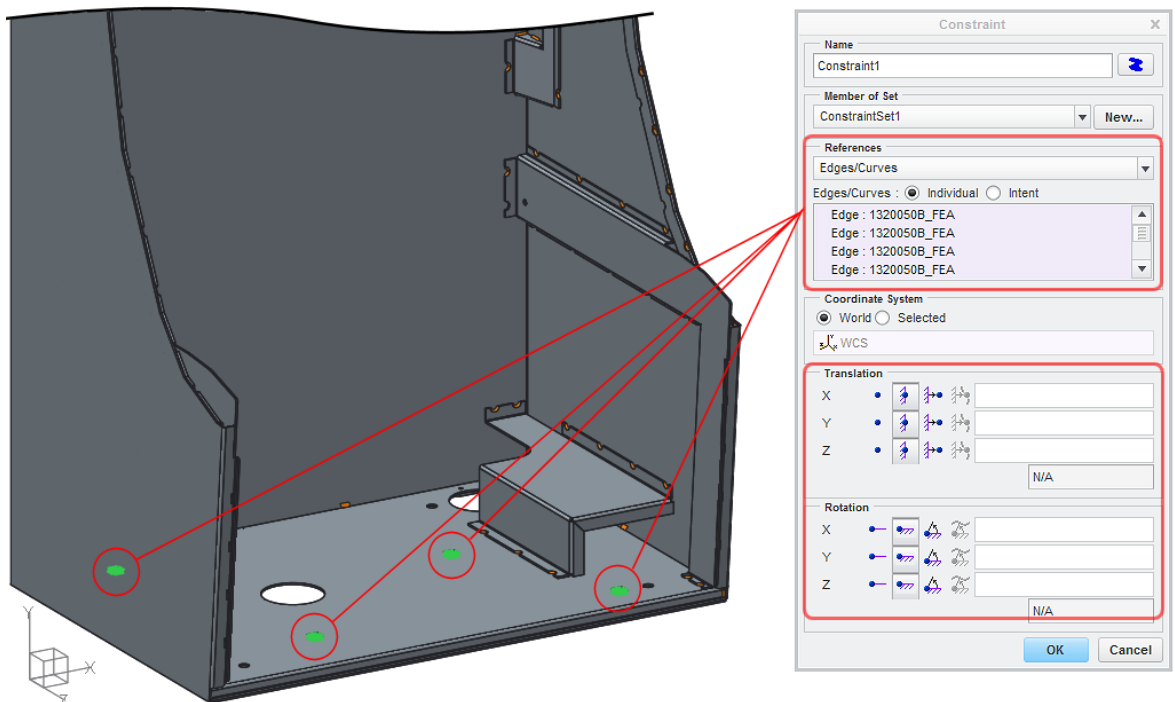 Constraint X
Name
Constraint1
Member of Set
ConstraintSet1 New...
References
Edges/Curves
Edges/Curves : Individual Intent
Edge : 1320050B_FEA
Edge : 1320050B_FEA
Edge : 1320050B_FEA
Edge : 1320050B_FEA
Coordinate System
World Selected
WCS
Translation
X
Y
Z
N/A
Rotation
X
Y
Z
N/A
OK Cancel
Y
X
Z